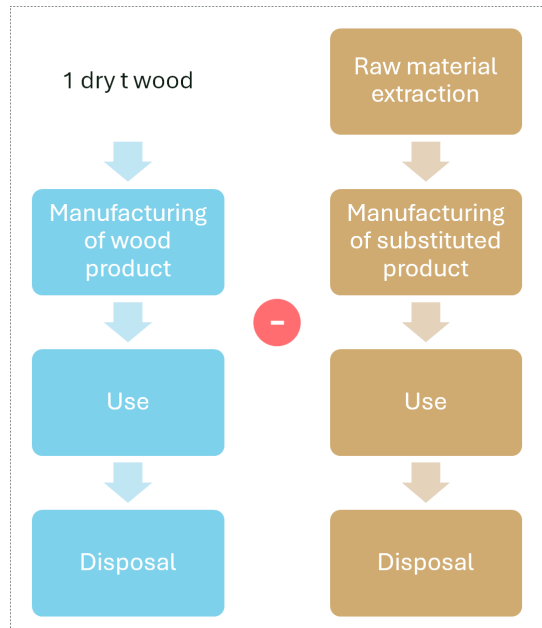 1 dry t wood
Raw material
extraction
Manufacturing
of wood
product
Manufacturing
of substituted
product
-
Use
Use
Disposal
Disposal